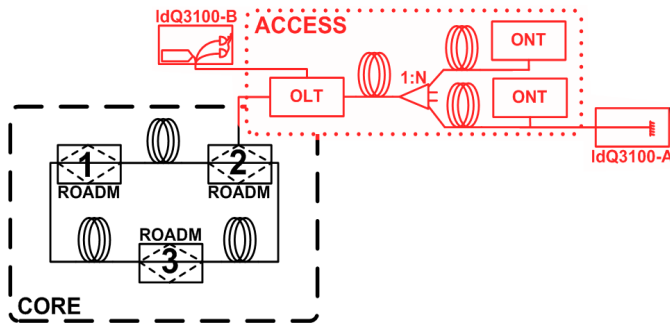 IdQ3100-B
ACCESS
ONT
1:N
OLT
ONT
IdQ3100-A
1
2
ROADM
ROADM
ROADM
3
CORE